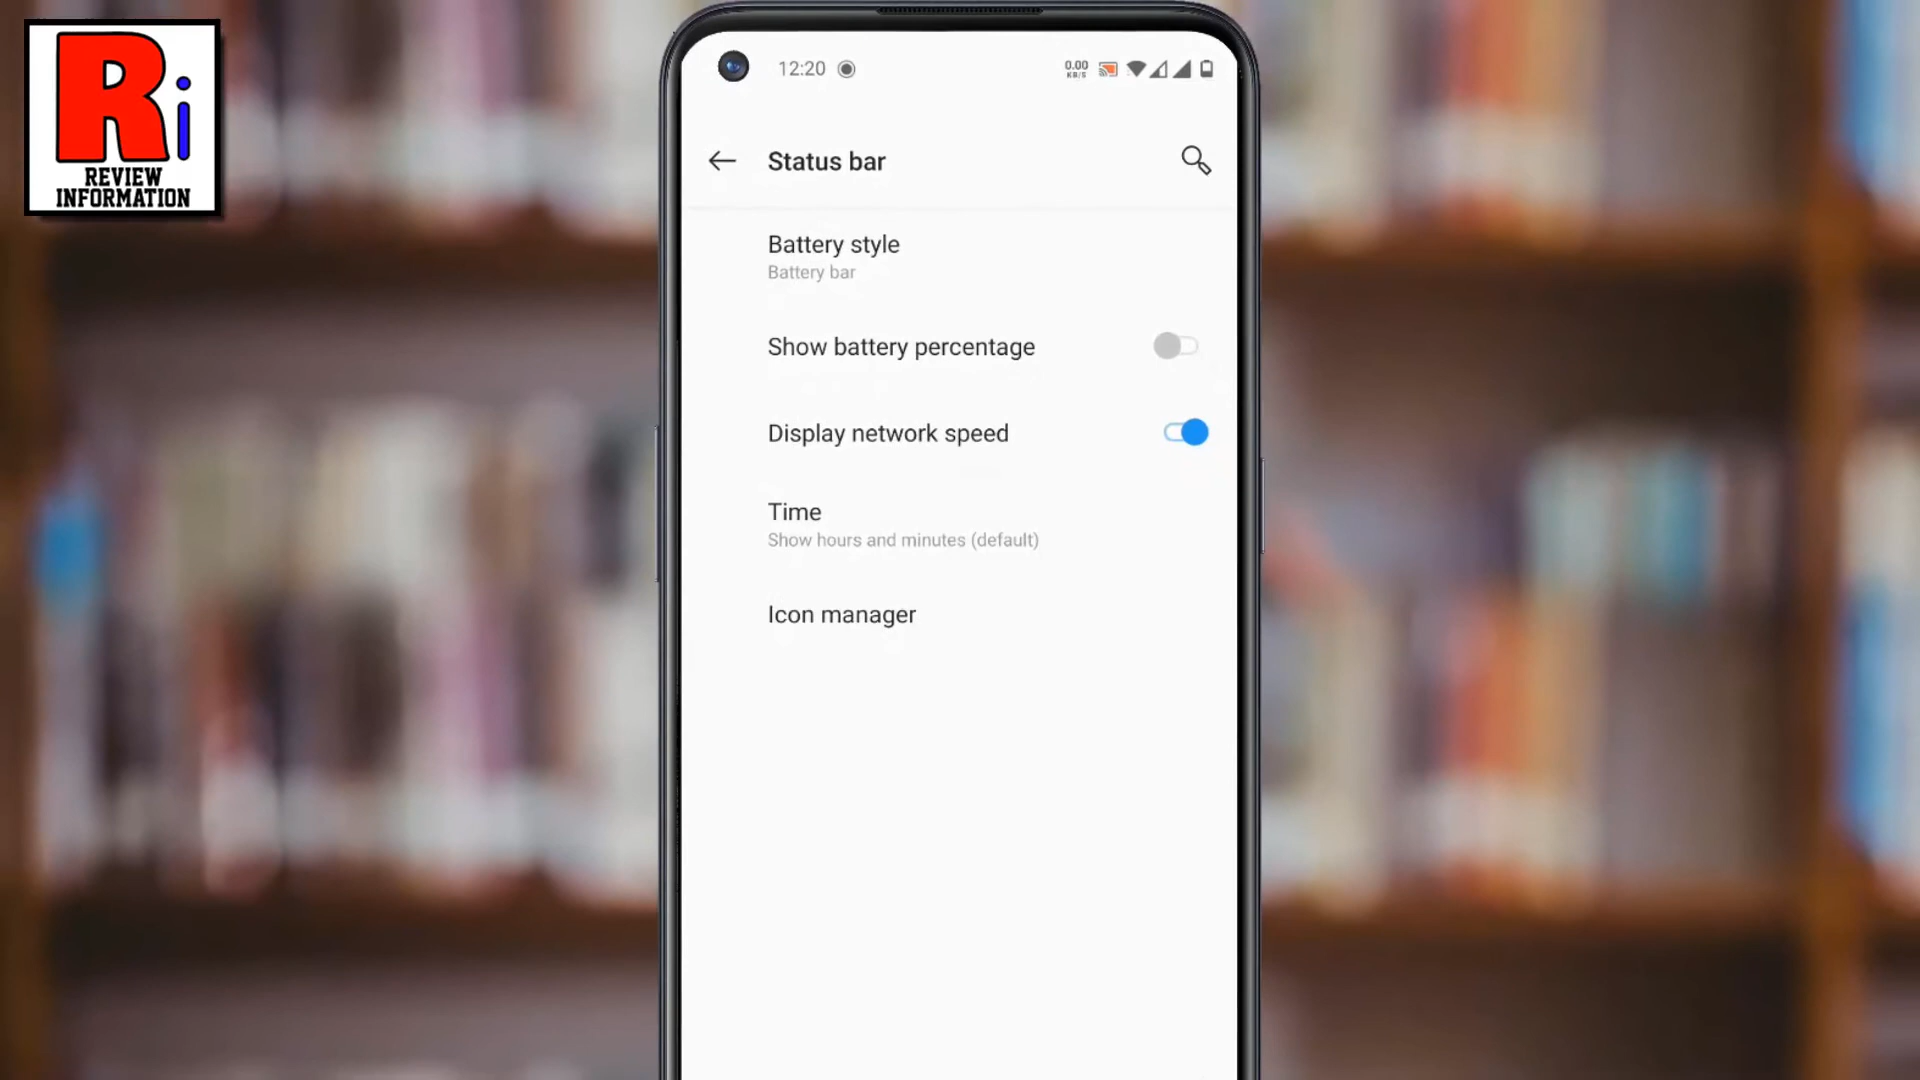 Ri
REVIEW
INFORMATION
12:20
0.00
KB/S
Status bar
Battery style
Battery bar
Show battery percentage
Display network speed
Time
Show hours and minutes (default)
Icon manager